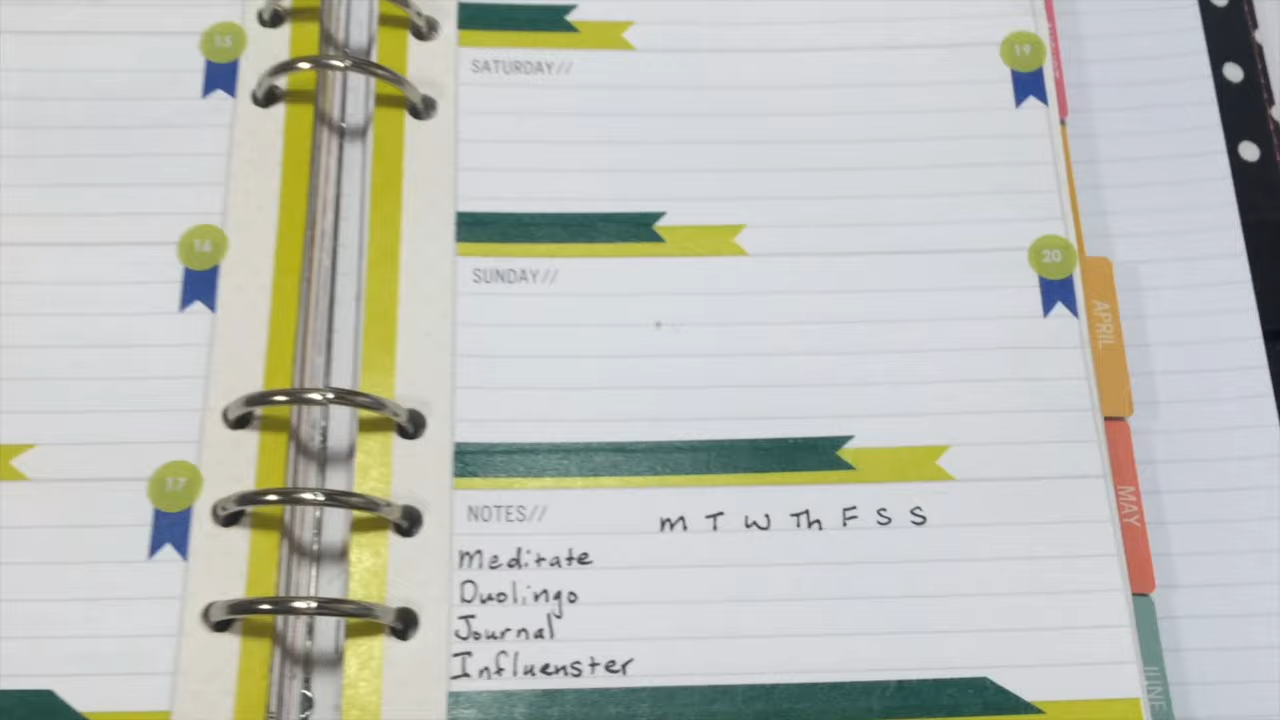 15
SATURDAY//
19
16
SUNDAY//
20
17
NOTES// M T W Th F S S
Meditate
Duolingo
Journal
Influenster
APRIL
MAY
JUNE